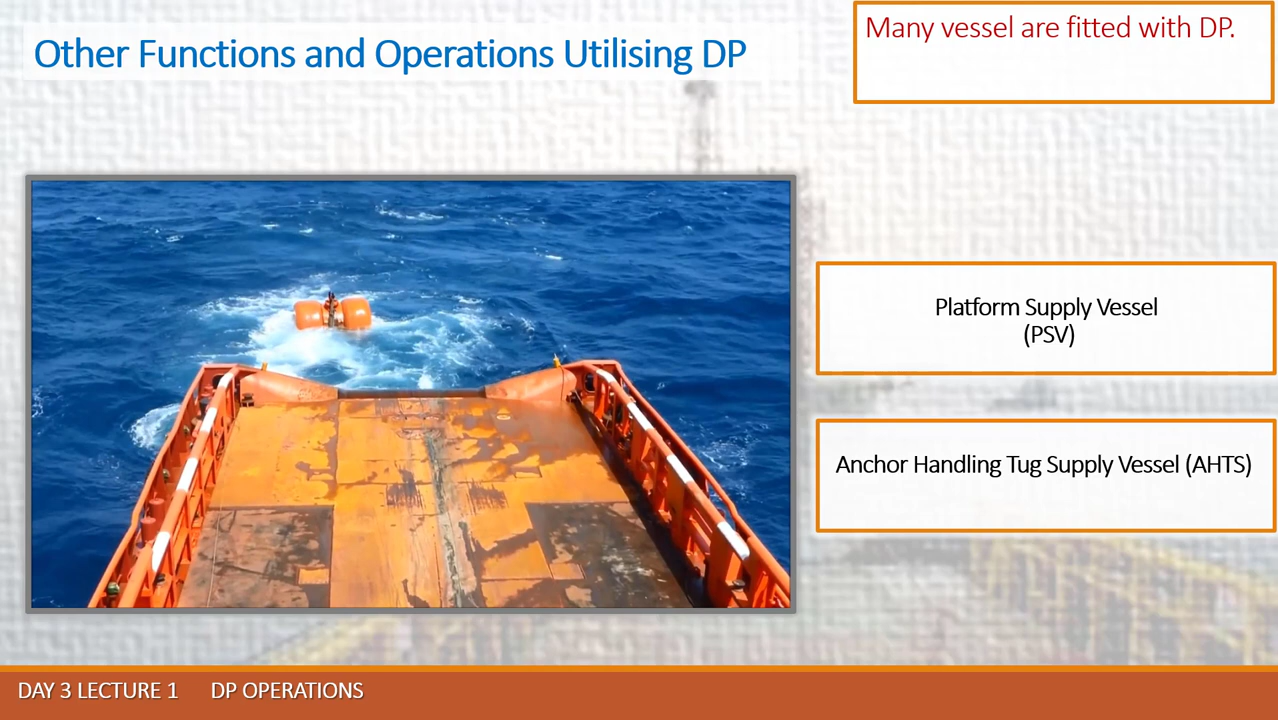 Other Functions and Operations Utilising DP
Many vessel are fitted with DP.
Platform Supply Vessel
(PSV)
Anchor Handling Tug Supply Vessel (AHTS)
DAY 3 LECTURE 1 DP OPERATIONS